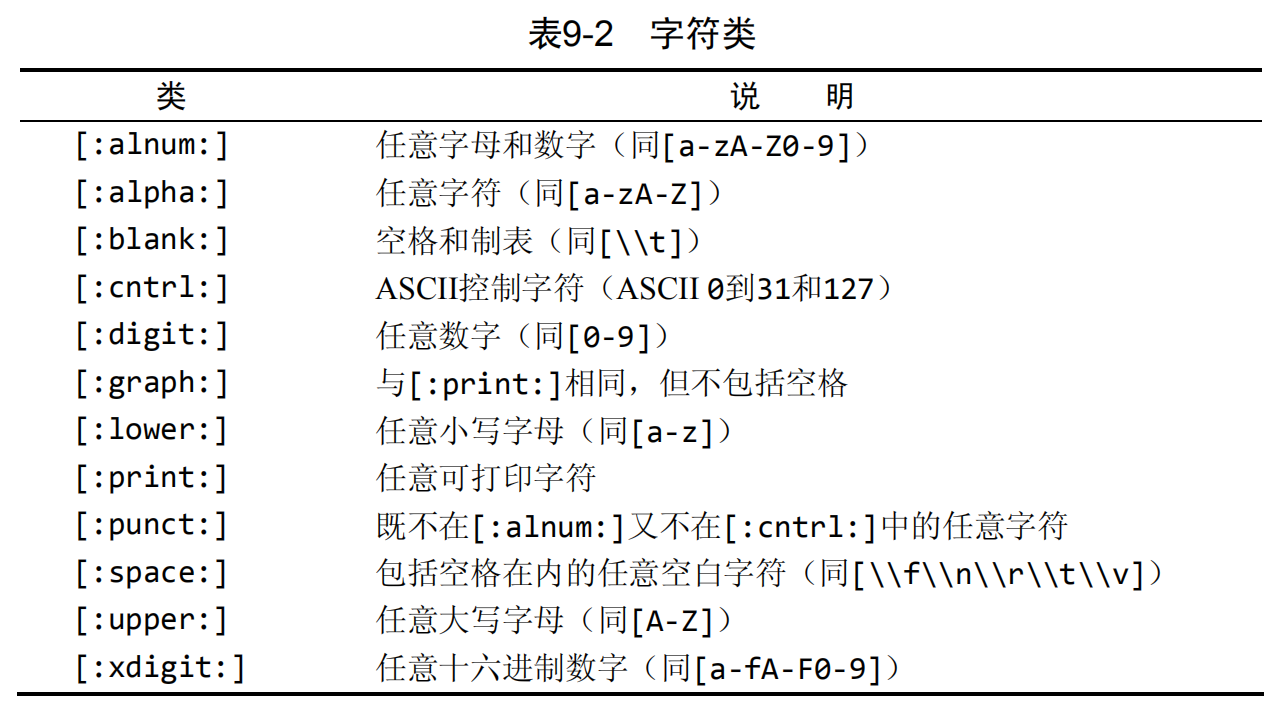 表9-2 字符类
类 说 明
[:alnum:] 任意字母和数字（同[a-zA-Z0-9]）
[:alpha:] 任意字符（同[a-zA-Z]）
[:blank:] 空格和制表（同[\\t]）
[:cntrl:] ASCII控制字符（ASCII 0到31和127）
[:digit:] 任意数字（同[0-9]）
[:graph:] 与[:print:]相同，但不包括空格
[:lower:] 任意小写字母（同[a-z]）
[:print:] 任意可打印字符
[:punct:] 既不在[:alnum:]又不在[:cntrl:]中的任意字符
[:space:] 包括空格在内的任意空白字符（同[\\f\\n\\r\\t\\v]）
[:upper:] 任意大写字母（同[A-Z]）
[:xdigit:] 任意十六进制数字（同[a-fA-F0-9]）